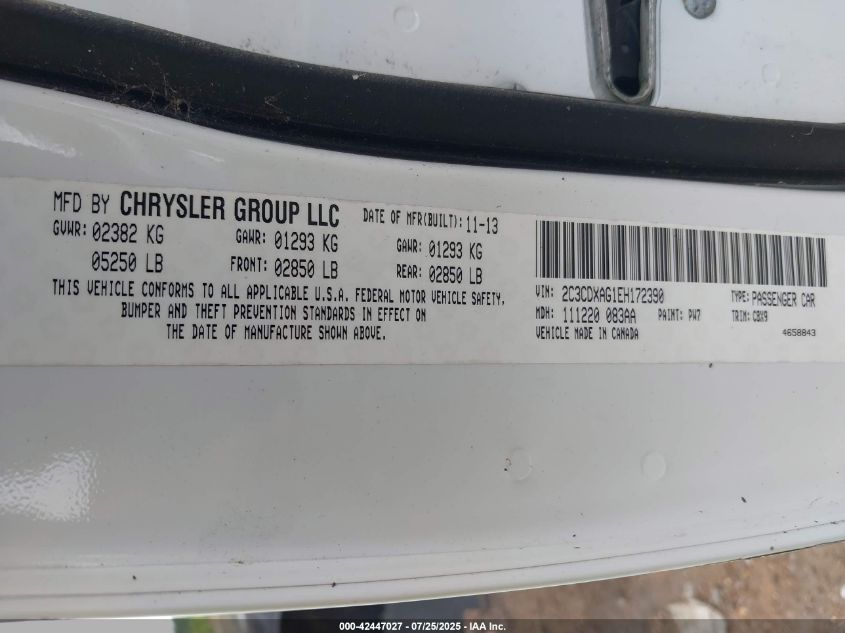 MFD BY CHRYSLER GROUP LLC DATE OF MFR(BUILT): 11-13
GVWR: 02382 KG GAWR: 01293 KG GAWR: 01293 KG
05250 LB FRONT: 02850 LB REAR: 02850 LB
THIS VEHICLE CONFORMS TO ALL APPLICABLE U.S.A. FEDERAL MOTOR VEHICLE SAFETY,
BUMPER AND THEFT PREVENTION STANDARDS IN EFFECT ON
THE DATE OF MANUFACTURE SHOWN ABOVE.
VIN: 2C3CDXAG1EH172390 TYPE: PASSENGER CAR
MDH: 111220 083AA PAINT: PW7 TRIM: CBX9
VEHICLE MADE IN CANADA 4658843
000-42447027 - 07/25/2025 - IAA Inc.